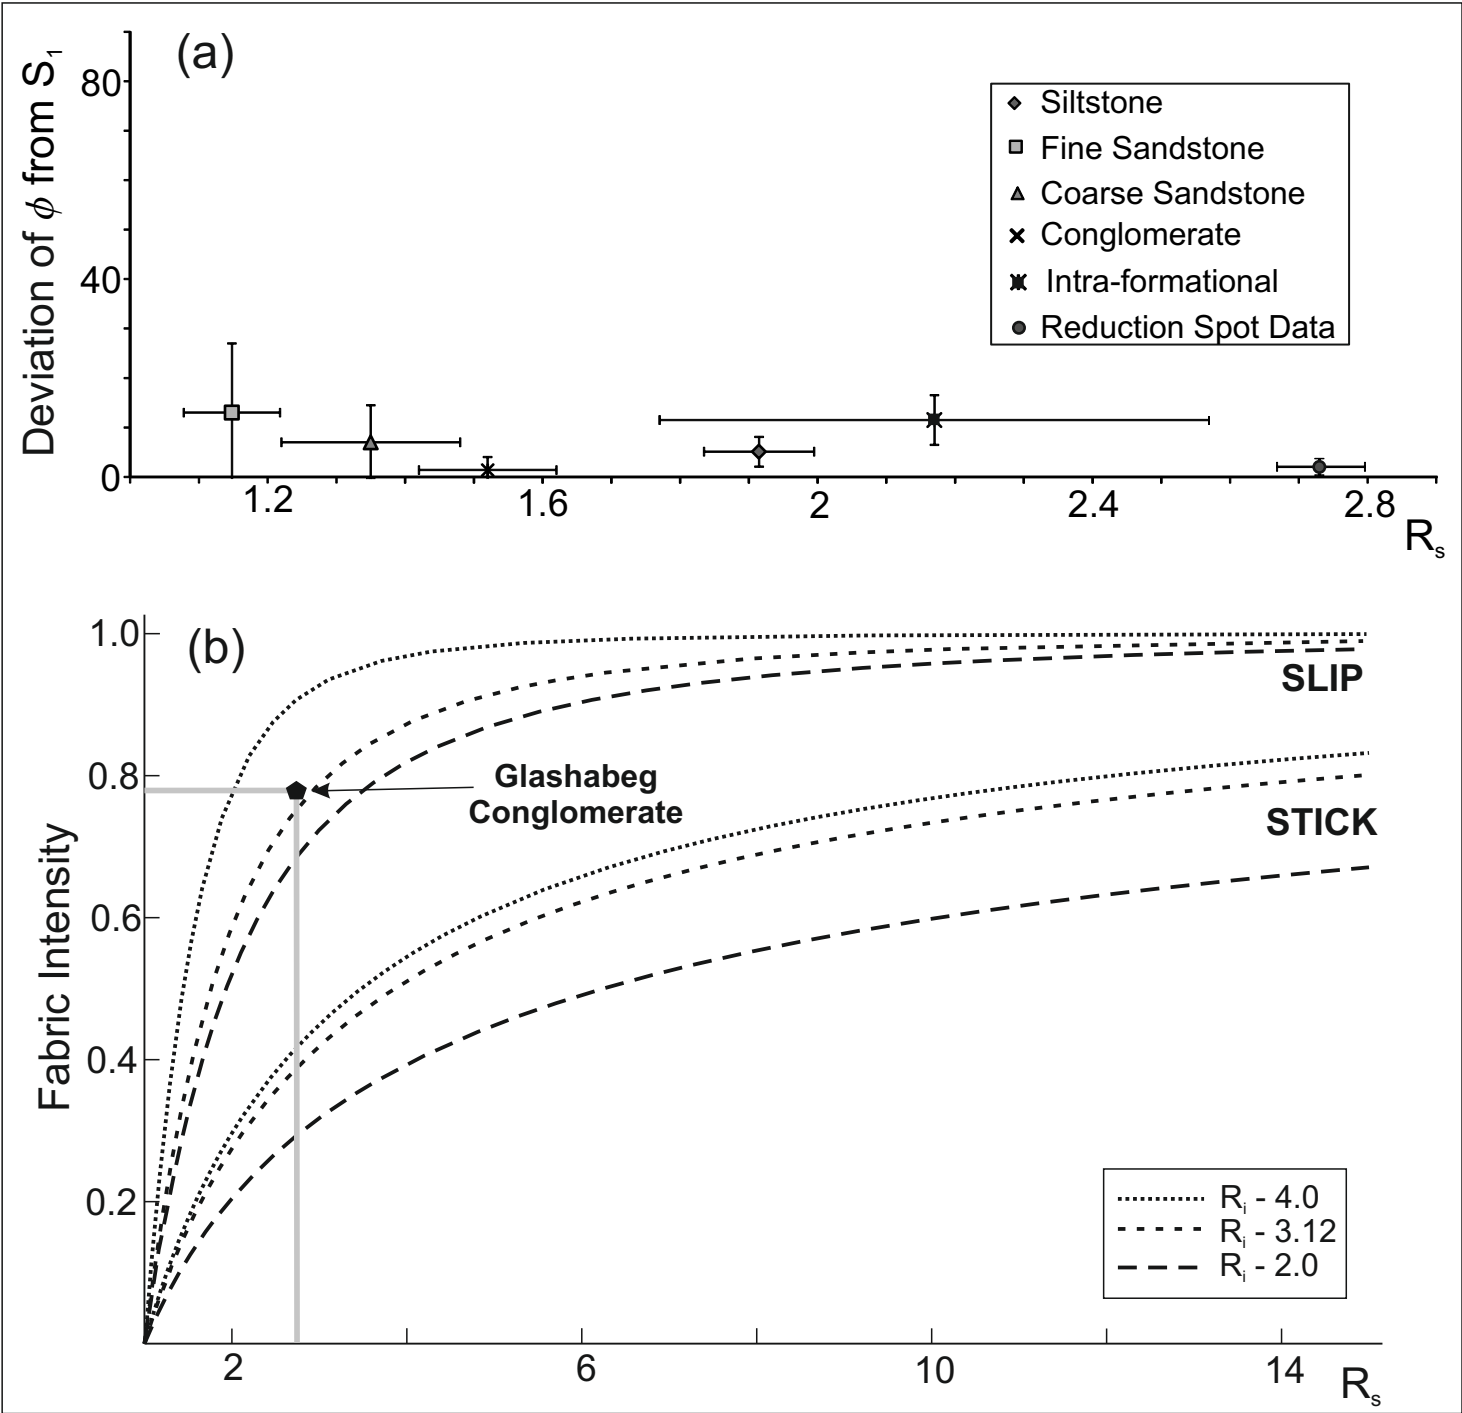 (a)
Deviation of ϕ from S₁
80
40
0
1.2
1.6
2
2.4
2.8
Rₛ
Siltstone
Fine Sandstone
Coarse Sandstone
Conglomerate
Intra-formational
Reduction Spot Data
(b)
Fabric Intensity
1.0
0.8
0.6
0.4
0.2
2
6
10
14
Rₛ
SLIP
Glashabeg
Conglomerate
STICK
Rᵢ - 4.0
Rᵢ - 3.12
Rᵢ - 2.0